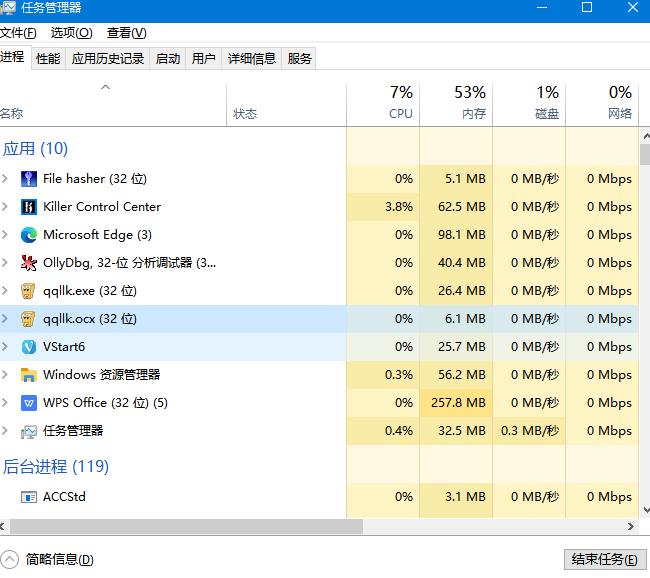 任务管理器
文件(F) 选项(O) 查看(V)
进程 性能 应用历史记录 启动 用户 详细信息 服务
7% 53% 1% 0%
名称 状态 CPU 内存 磁盘 网络
应用 (10)
File hasher (32 位) 0% 5.1 MB 0 MB/秒 0 Mbps
Killer Control Center 3.8% 62.5 MB 0 MB/秒 0 Mbps
Microsoft Edge (3) 0% 98.1 MB 0 MB/秒 0 Mbps
OllyDbg, 32-位 分析调试器 (3... 0% 40.4 MB 0 MB/秒 0 Mbps
qqllk.exe (32 位) 0% 26.4 MB 0 MB/秒 0 Mbps
qqllk.ocx (32 位) 0% 6.1 MB 0 MB/秒 0 Mbps
VStart6 0% 25.7 MB 0 MB/秒 0 Mbps
Windows 资源管理器 0.3% 56.2 MB 0 MB/秒 0 Mbps
WPS Office (32 位) (5) 0% 257.8 MB 0 MB/秒 0 Mbps
任务管理器 0.4% 32.5 MB 0.3 MB/秒 0 Mbps
后台进程 (119)
ACCStd 0% 3.1 MB 0 MB/秒 0 Mbps
简略信息(D) 结束任务(E)